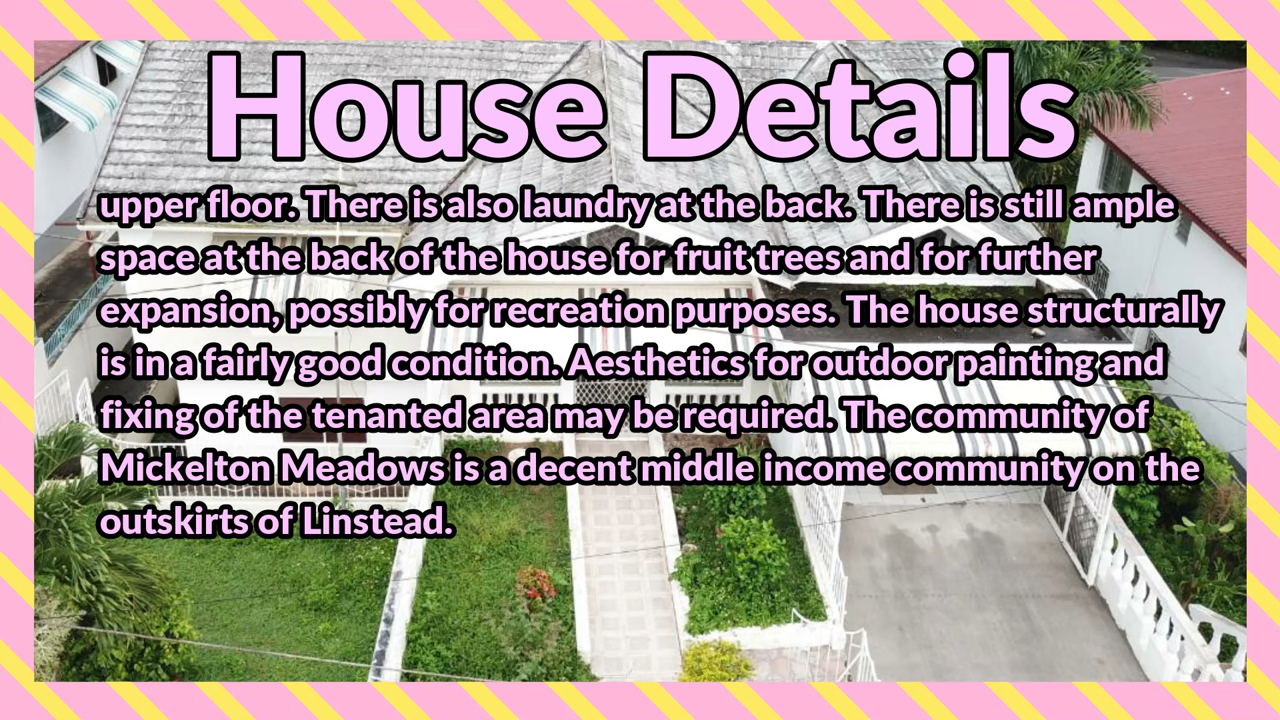 House Details
upper floor. There is also laundry at the back. There is still ample
space at the back of the house for fruit trees and for further
expansion, possibly for recreation purposes. The house structurally
is in a fairly good condition. Aesthetics for outdoor painting and
fixing of the tenanted area may be required. The community of
Mickelton Meadows is a decent middle income community on the
outskirts of Linstead.